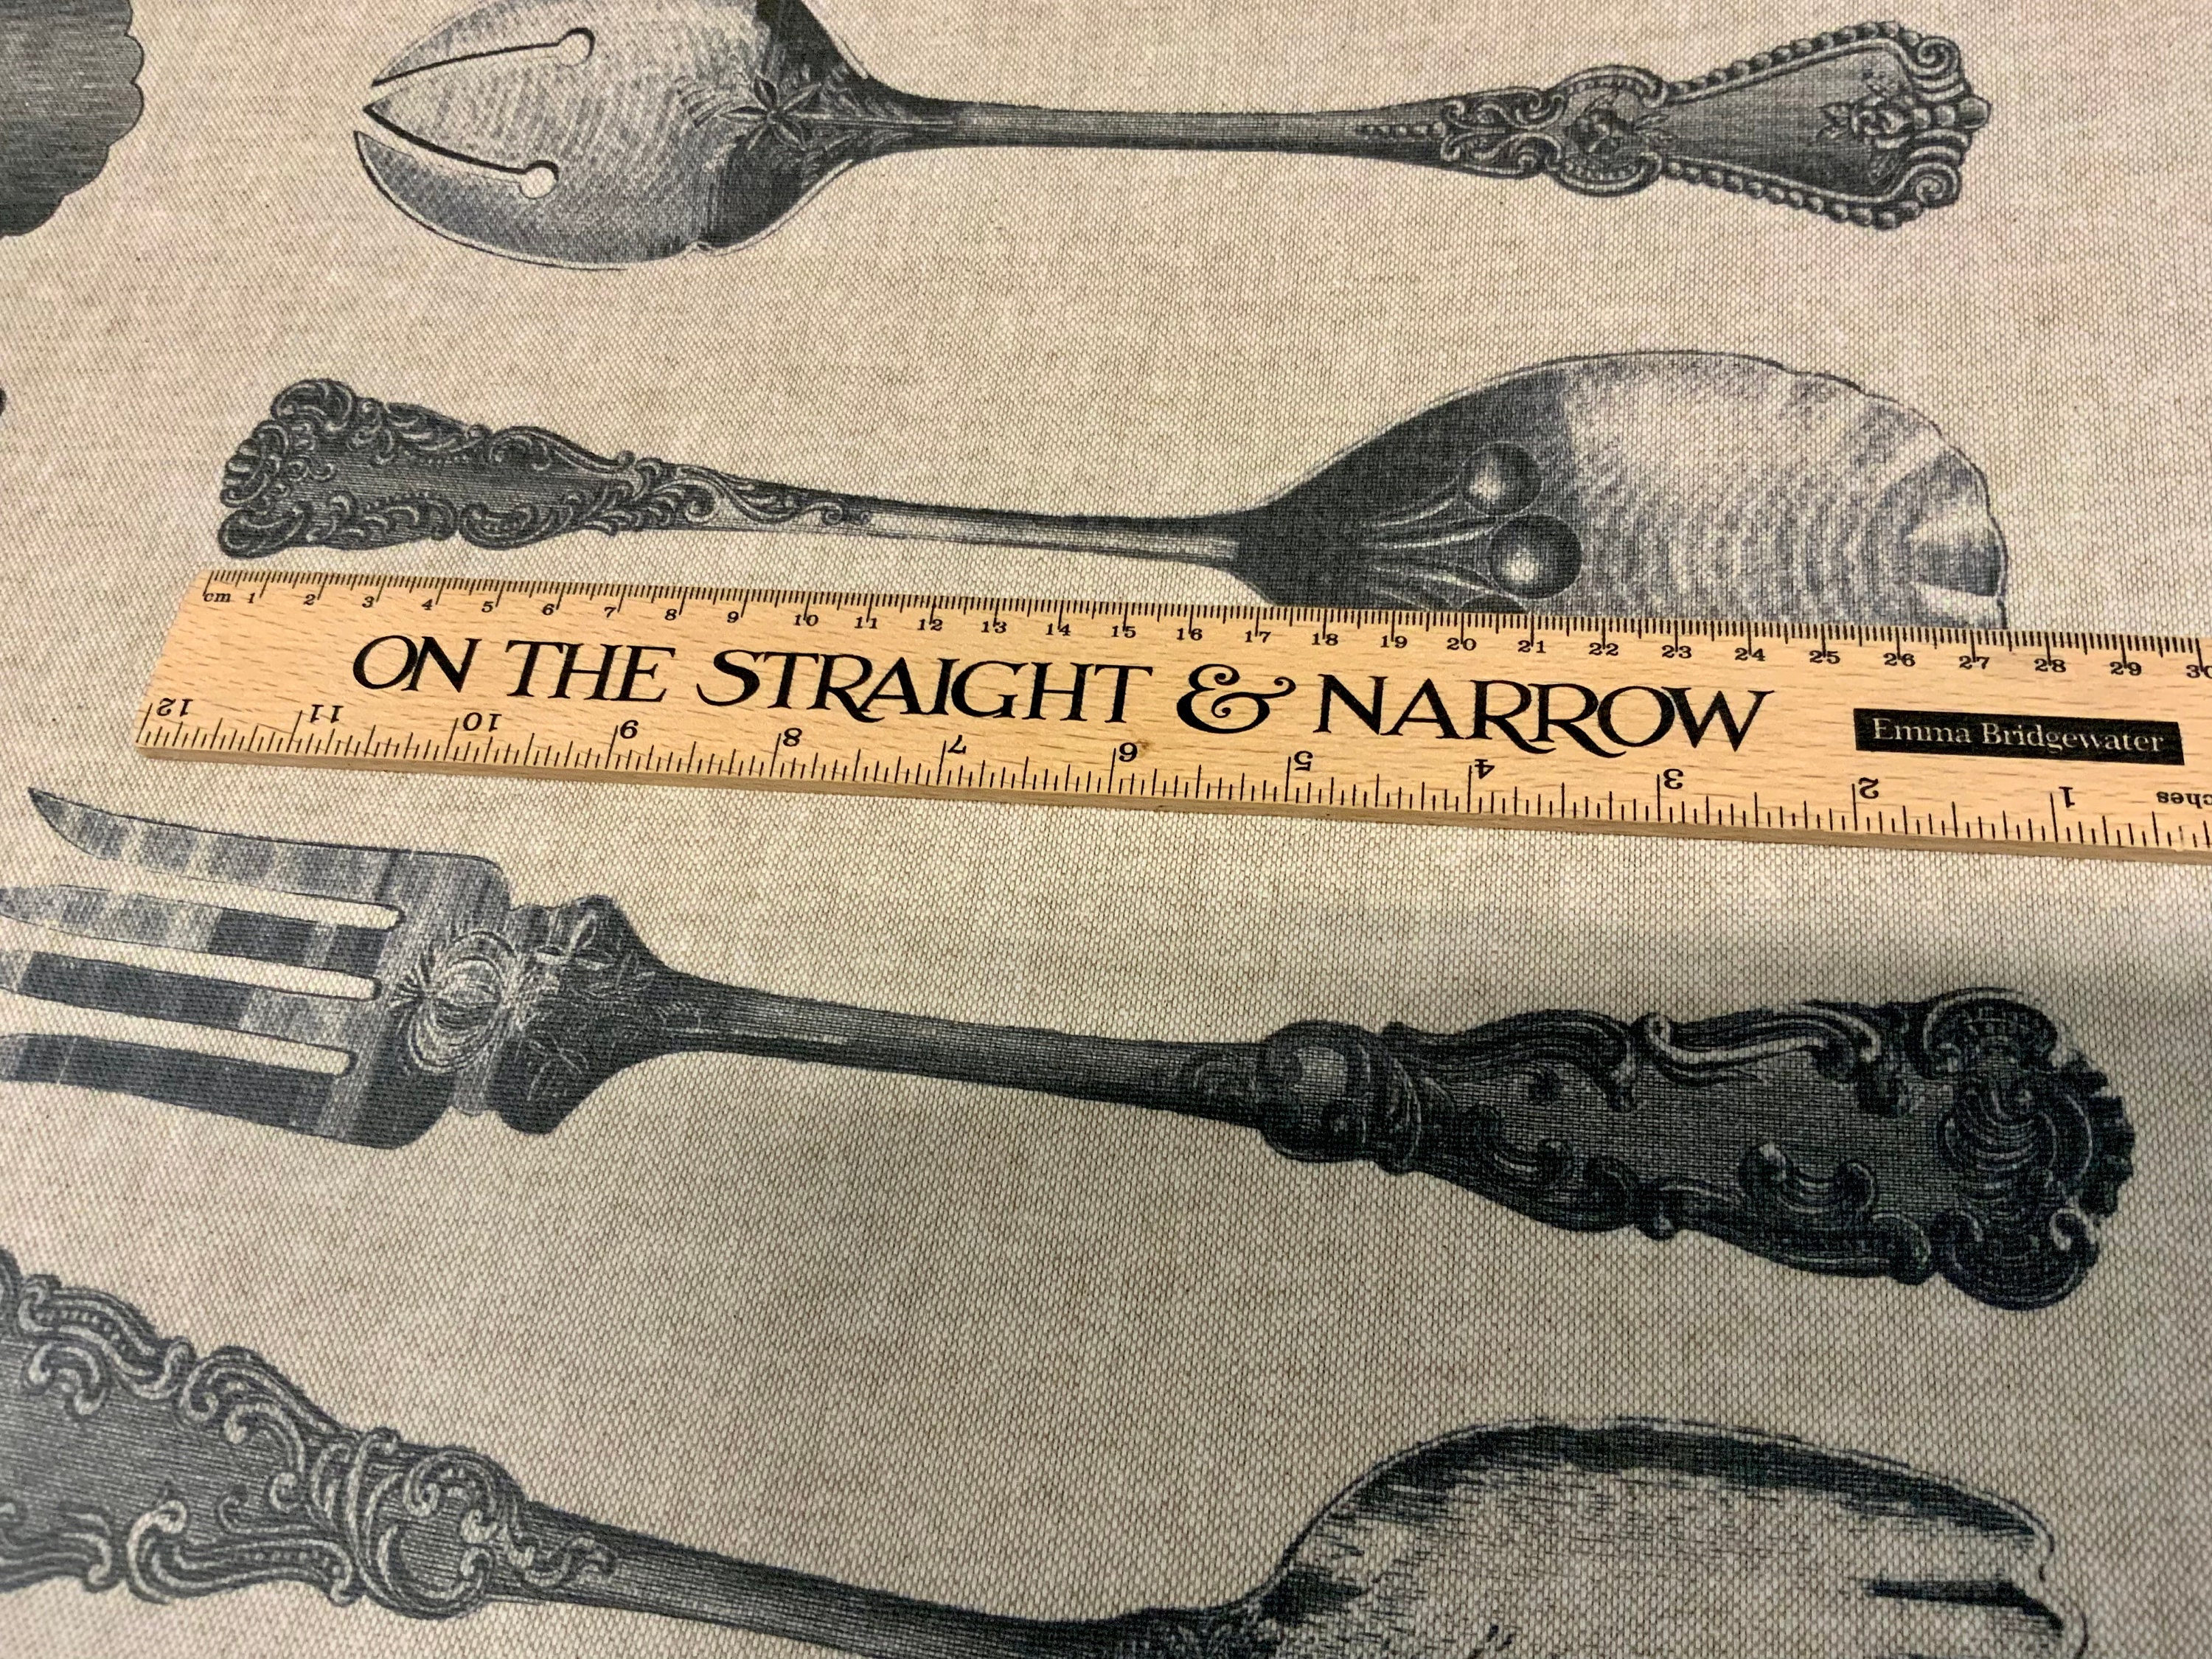 cm 1 2 3 4 5 6 7 8 9 10 11 12 13 14 15 16 17 18 19 20 21 22 23 24 25 26 27 28 29 30
ON THE STRAIGHT & NARROW
Emma Bridgewater
12 11 10 9 8 7 6 5 4 3 2 1